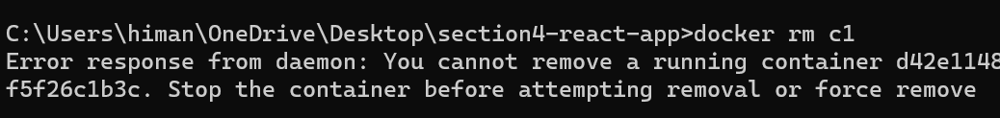 C:\Users\himan\OneDrive\Desktop\section4-react-app>docker rm c1
Error response from daemon: You cannot remove a running container d42e1148
f5f26c1b3c. Stop the container before attempting removal or force remove